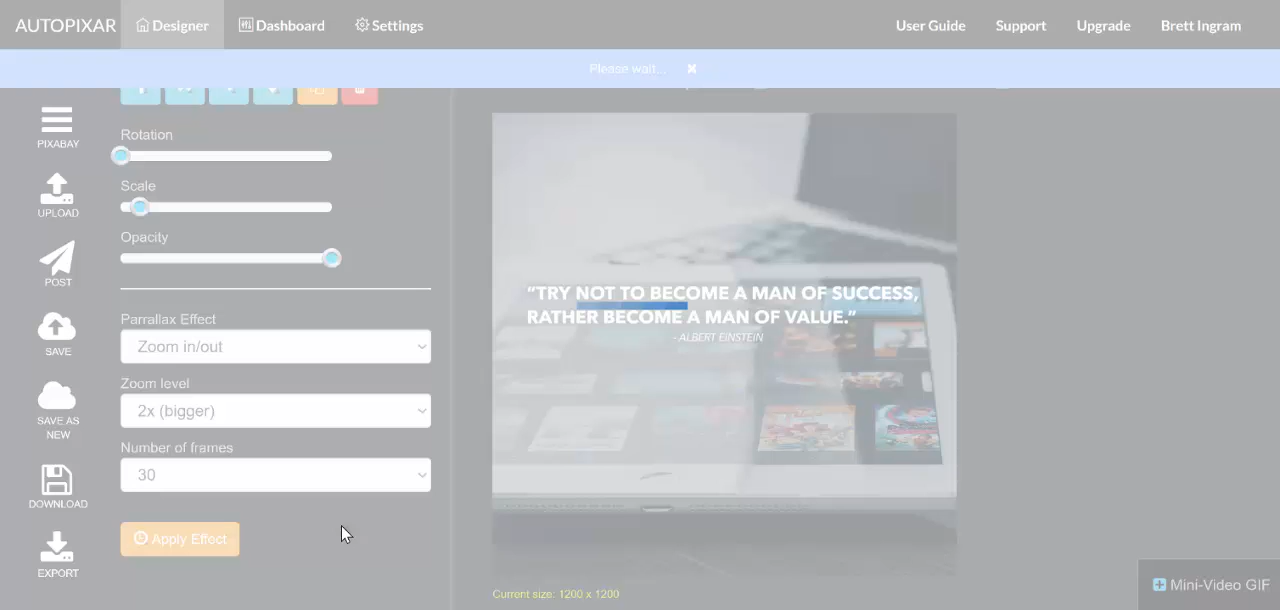 AUTOPIXAR
Designer
Dashboard
Settings
User Guide
Support
Upgrade
Brett Ingram
Please wait...
PIXABAY
UPLOAD
POST
SAVE
SAVE AS
NEW
DOWNLOAD
EXPORT
Rotation
Scale
Opacity
Parrallax Effect
Zoom in/out
Zoom level
2x (bigger)
Number of frames
30
Apply Effect
“TRY NOT TO BECOME A MAN OF SUCCESS,
RATHER BECOME A MAN OF VALUE.”
- ALBERT EINSTEIN
Current size: 1200 x 1200
Mini-Video GIF